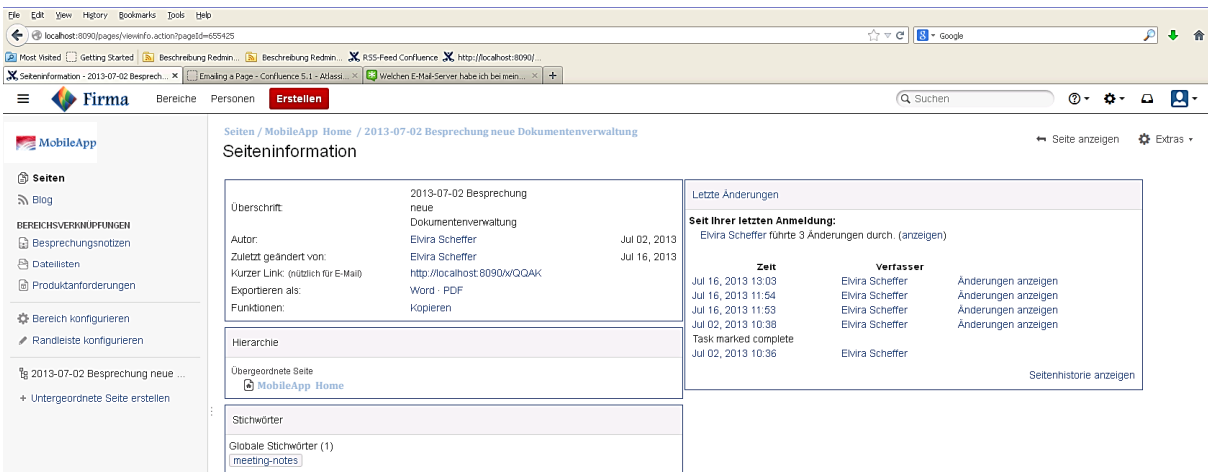 File Edit View History Bookmarks Tools Help
localhost:8090/pages/viewinfo.action?pageId=655425
Google
Most Visited Getting Started Beschreibung Redmin... Beschreibung Redmin... RSS-Feed Confluence http://localhost:8090/...
Seiteninformation - 2013-07-02 Besprech... × Emailing a Page - Confluence 5.1 - Atlassi... × Welchen E-Mail-Server habe ich bei mein... × +
Firma Bereiche Personen Erstellen Suchen
MobileApp
Seiten
Blog
BEREICHSVERKNÜPFUNGEN
Besprechungsnotizen
Dateilisten
Produktanforderungen
Bereich konfigurieren
Randleiste konfigurieren
2013-07-02 Besprechung neue ...
+ Untergeordnete Seite erstellen
Seiten / MobileApp Home / 2013-07-02 Besprechung neue Dokumentenverwaltung
Seiteninformation
Seite anzeigen Extras
Überschrift: 2013-07-02 Besprechung
neue
Dokumentenverwaltung
Autor: Elvira Scheffer Jul 02, 2013
Zuletzt geändert von: Elvira Scheffer Jul 16, 2013
Kurzer Link: (nützlich für E-Mail) http://localhost:8090/x/QQAK
Exportieren als: Word · PDF
Funktionen: Kopieren
Hierarchie
Übergeordnete Seite
MobileApp Home
Stichwörter
Globale Stichwörter (1)
meeting-notes
Letzte Änderungen
Seit Ihrer letzten Anmeldung:
Elvira Scheffer führte 3 Änderungen durch. (anzeigen)
Zeit Verfasser
Jul 16, 2013 13:03 Elvira Scheffer Änderungen anzeigen
Jul 16, 2013 11:54 Elvira Scheffer Änderungen anzeigen
Jul 16, 2013 11:53 Elvira Scheffer Änderungen anzeigen
Jul 02, 2013 10:38 Elvira Scheffer Änderungen anzeigen
Task marked complete
Jul 02, 2013 10:36 Elvira Scheffer
Seitenhistorie anzeigen